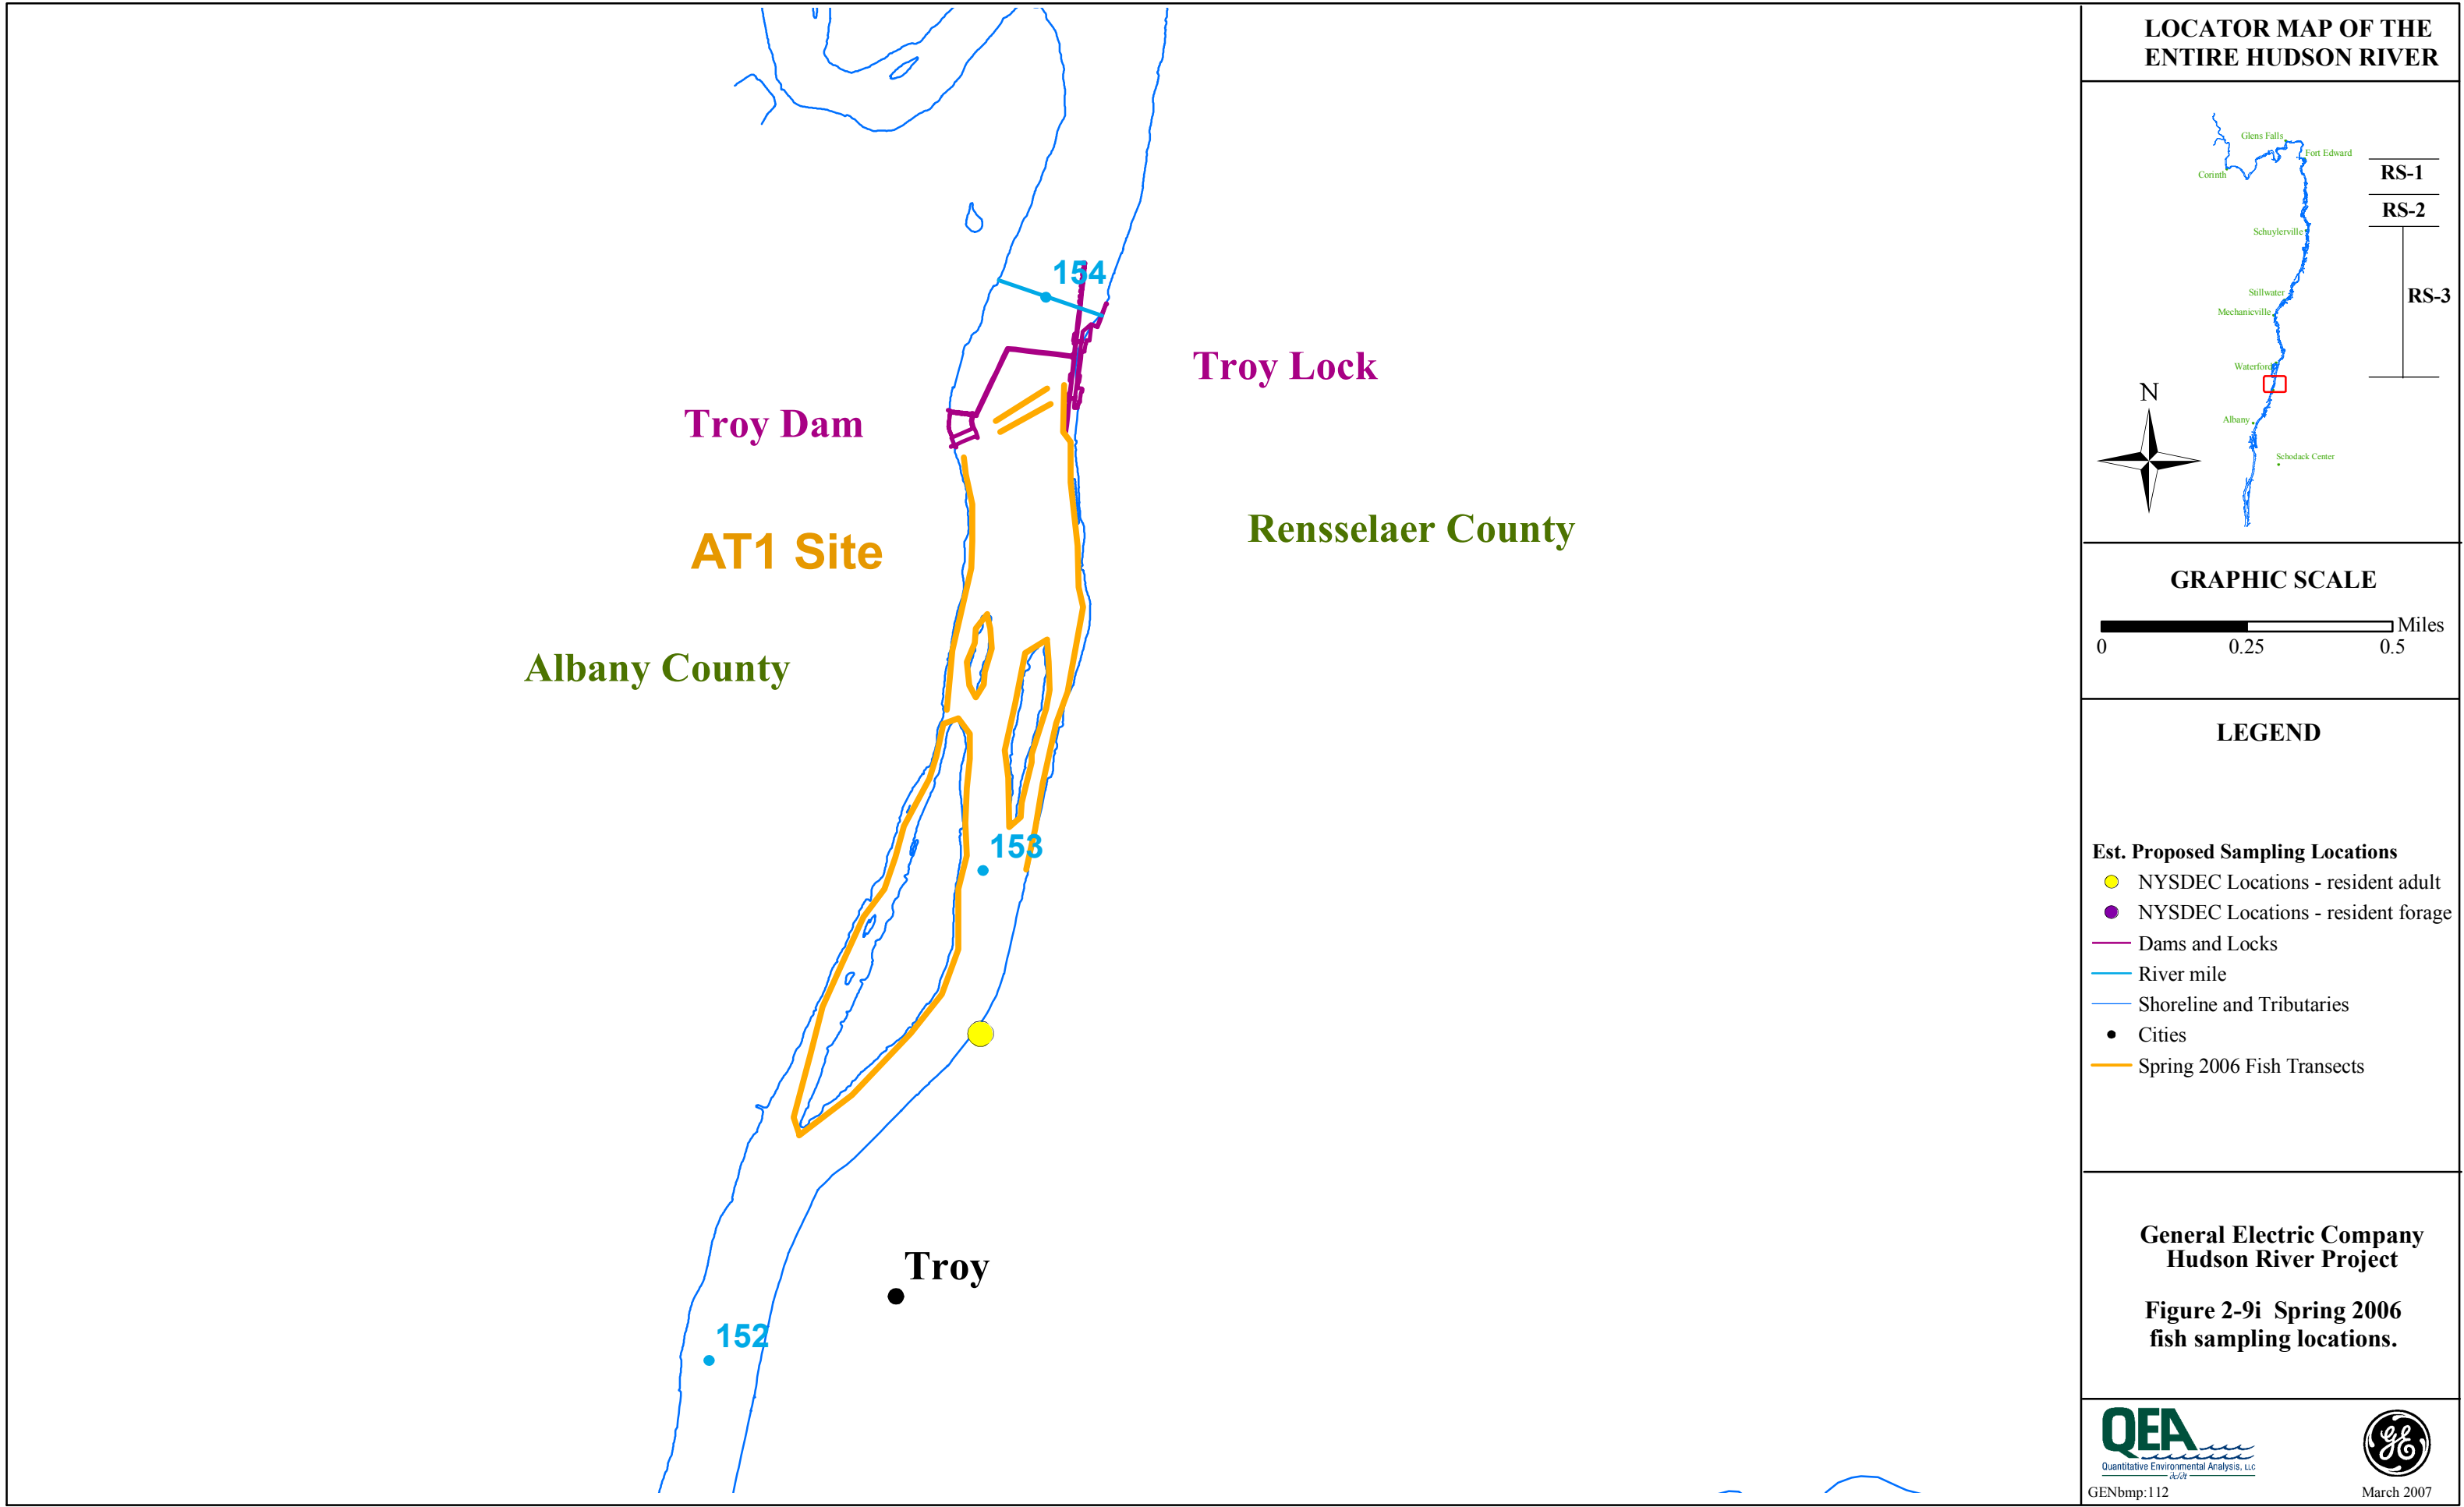 154
Troy Lock
Troy Dam
Rensselaer County
AT1 Site
Albany County
153
Troy
152
LOCATOR MAP OF THE
ENTIRE HUDSON RIVER
Glens Falls
Fort Edward
Corinth
RS-1
RS-2
Schuylerville
Stillwater
RS-3
Mechanicville
Waterford
N
Albany
Schodack Center
GRAPHIC SCALE
Miles
0 0.25 0.5
LEGEND
Est. Proposed Sampling Locations
NYSDEC Locations - resident adult
NYSDEC Locations - resident forage
Dams and Locks
River mile
Shoreline and Tributaries
Cities
Spring 2006 Fish Transects
General Electric Company
Hudson River Project
Figure 2-9i Spring 2006
fish sampling locations.
QEA
Quantitative Environmental Analysis, LLC
∂c/∂t
GE
GENbmp:112
March 2007